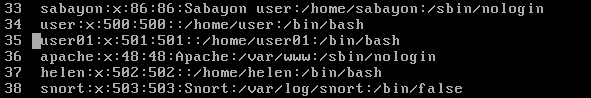 33 sabayon:x:86:86:Sabayon user:/home/sabayon:/sbin/nologin
34 user:x:500:500::/home/user:/bin/bash
35 user01:x:501:501::/home/user01:/bin/bash
36 apache:x:48:48:Apache:/var/www:/sbin/nologin
37 helen:x:502:502::/home/helen:/bin/bash
38 snort:x:503:503:Snort:/var/log/snort:/bin/false